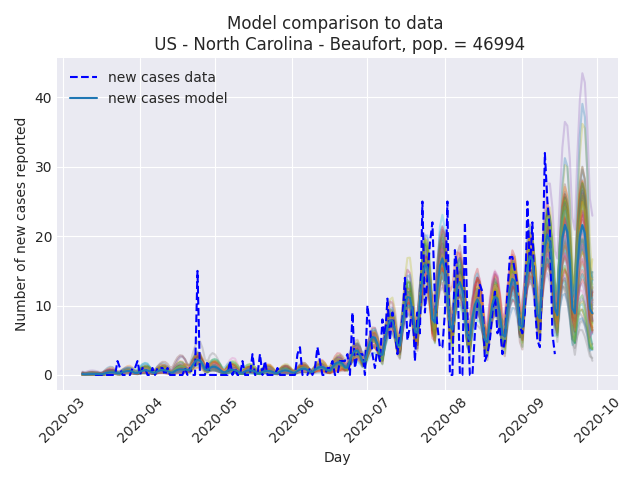 Model comparison to data
US - North Carolina - Beaufort, pop. = 46994
new cases data
new cases model
Number of new cases reported
40
30
20
10
0
2020-03
2020-04
2020-05
2020-06
2020-07
2020-08
2020-09
2020-10
Day